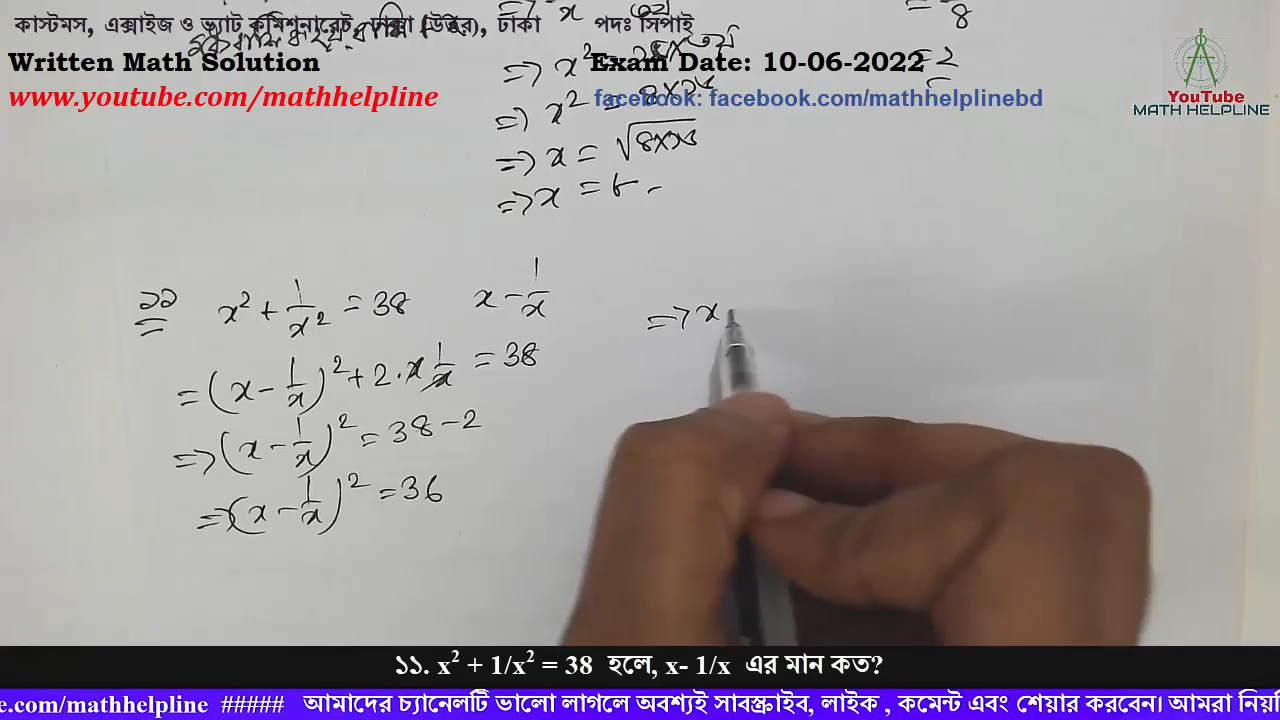 কাস্টমস, এক্সাইজ ও ভ্যাট কমিশনারেট, ঢাকা (উত্তর), ঢাকা পদঃ সিপাই
Written Math Solution Exam Date: 10-06-2022
www.youtube.com/mathhelpline facebook: facebook.com/mathhelplinebd
YouTube
MATH HELPLINE
=> x
=> x² =
=> x² =
=> x =
=> x =
১১ x² + 1/x² = 38 x - 1/x
= (x - 1/x)² + 2 · x 1/x = 38
=> (x - 1/x)² = 38 - 2
=> (x - 1/x)² = 36
=> x
১১. x² + 1/x² = 38 হলে, x- 1/x এর মান কত?
e.com/mathhelpline ##### আমাদের চ্যানেলটি ভালো লাগলে অবশ্যই সাবস্ক্রাইব, লাইক , কমেন্ট এবং শেয়ার করবেন। আমরা নিয়